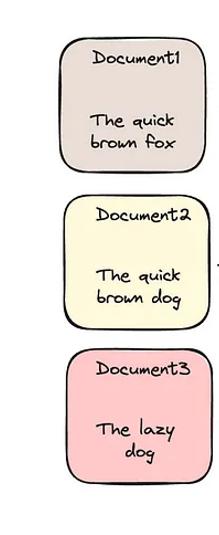 Document1
The quick
brown fox
Document2
The quick
brown dog
Document3
The lazy
dog